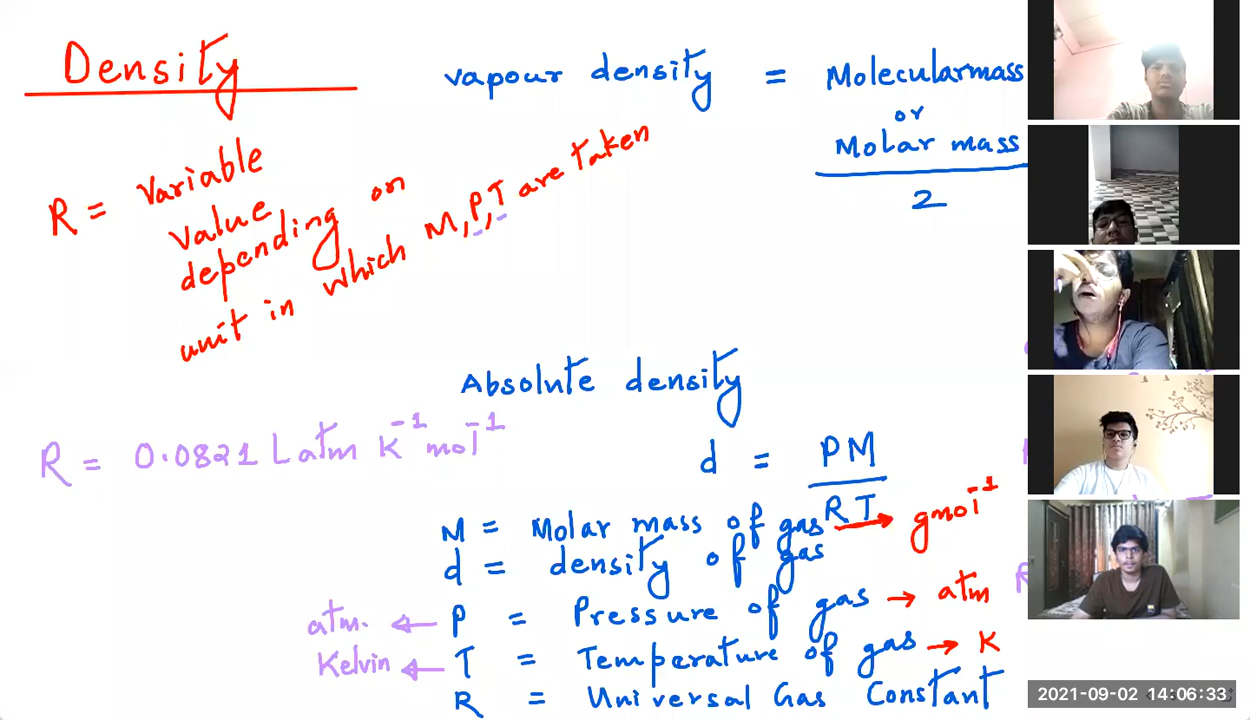 Density
vapour density = Molecularmass
or
Molar mass
2
R = Variable
value
depending on
unit in which M, P, T are taken
Absolute density
R = 0.0821 L atm K⁻¹ mol⁻¹
d = PM
RT
M = Molar mass of gas → gmol⁻¹
d = density of gas
atm. ← P = Pressure of gas → atm
Kelvin ← T = Temperature of gas → K
R = Universal Gas Constant
2021-09-02 14:06:33